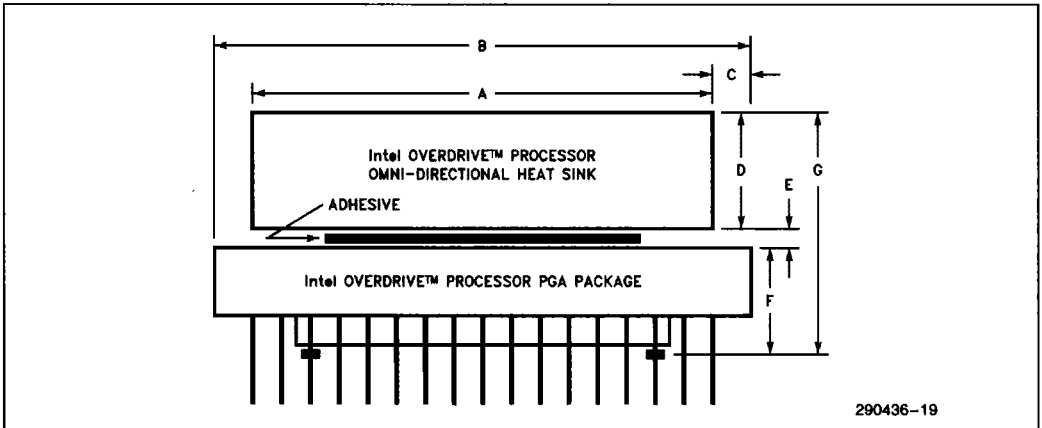 B
C
A
Intel OVERDRIVE™ PROCESSOR
OMNI-DIRECTIONAL HEAT SINK
D
E
G
ADHESIVE
Intel OVERDRIVE™ PROCESSOR PGA PACKAGE
F
290436-19